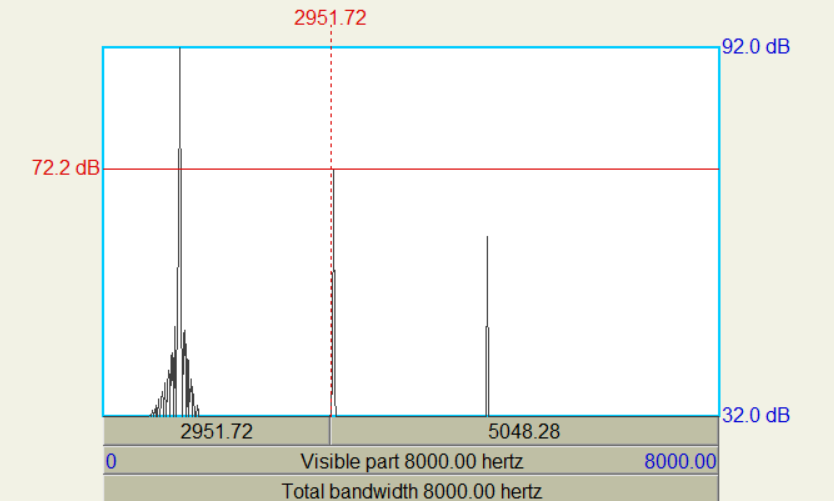 2951.72
92.0 dB
72.2 dB
32.0 dB
2951.72 5048.28
0 Visible part 8000.00 hertz 8000.00
Total bandwidth 8000.00 hertz